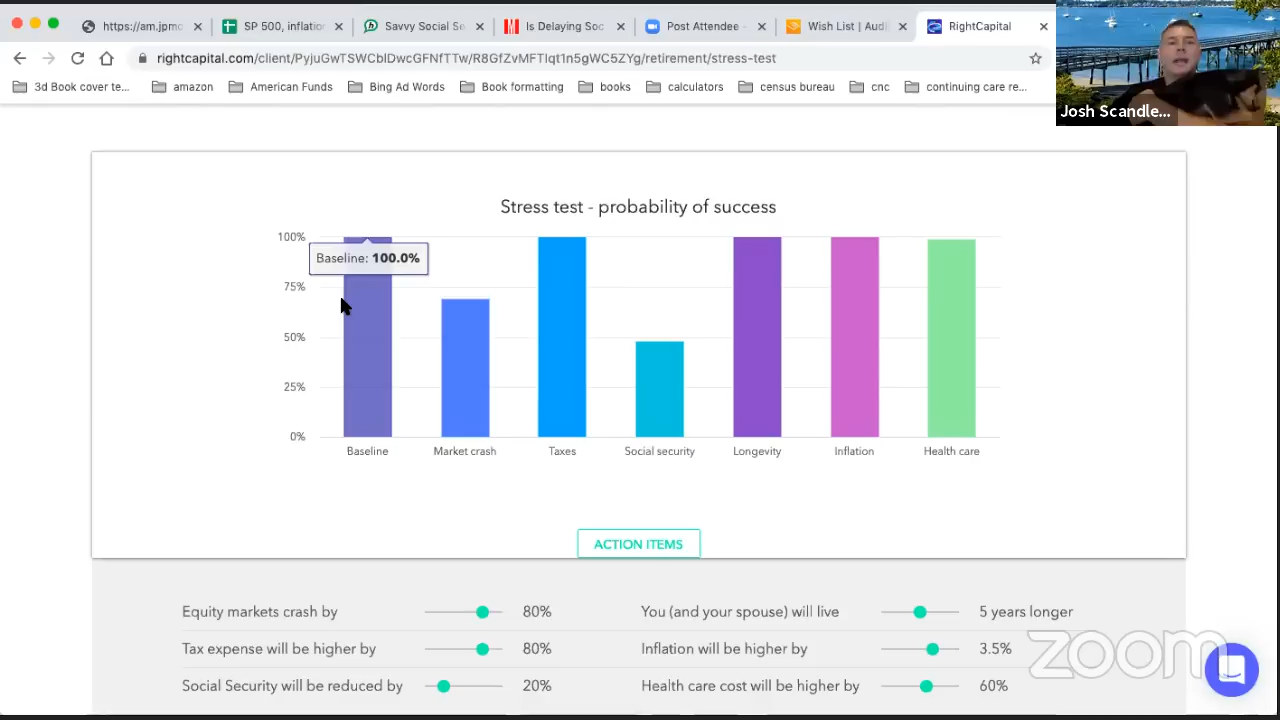 https://am.jpmo
SP 500, inflatior
Savvy Social Se
Is Delaying Soc
Post Attendee -
Wish List | Audi
RightCapital
rightcapital.com/client/PyjuGwTSWCbIDwcGFNfTTw/R8GfZvMFTlqt1n5gWC5ZYg/retirement/stress-test
3d Book cover te...
amazon
American Funds
Bing Ad Words
Book formatting
books
calculators
census bureau
cnc
continuing care re...
Josh Scandle...
Stress test - probability of success
100%
75%
50%
25%
0%
Baseline: 100.0%
Baseline
Market crash
Taxes
Social security
Longevity
Inflation
Health care
ACTION ITEMS
Equity markets crash by 80%
You (and your spouse) will live 5 years longer
Tax expense will be higher by 80%
Inflation will be higher by 3.5%
Social Security will be reduced by 20%
Health care cost will be higher by 60%
zoom